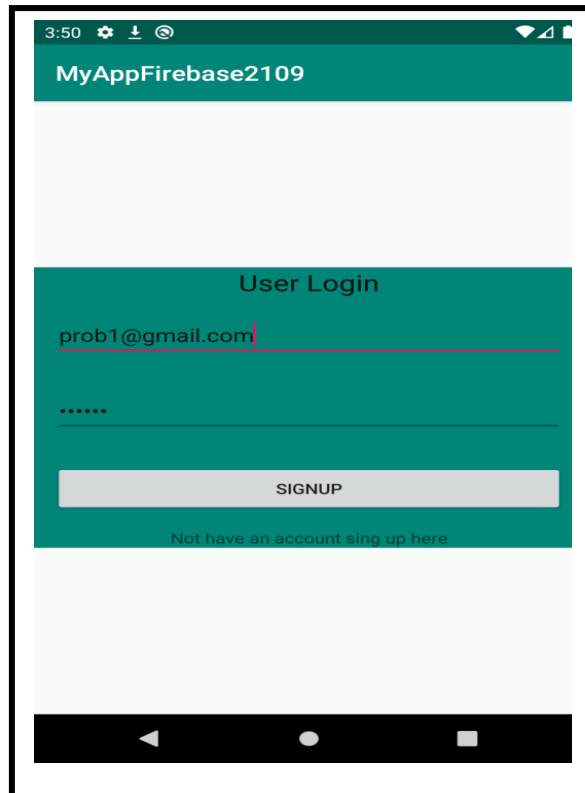 3:50
MyAppFirebase2109
User Login
prob1@gmail.com
••••••
SIGNUP
Not have an account sing up here